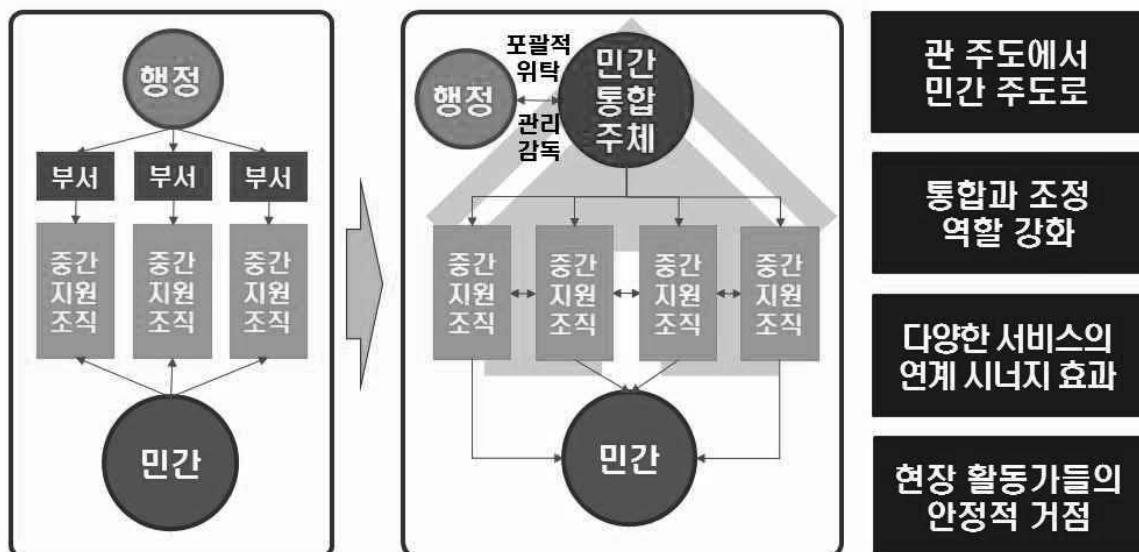 행정
부서
부서
부서
중간
지원
조직
중간
지원
조직
중간
지원
조직
민간
행정
포괄적
위탁
관리
감독
민간
통합
주체
중간
지원
조직
중간
지원
조직
중간
지원
조직
중간
지원
조직
민간
관 주도에서
민간 주도로
통합과 조정
역할 강화
다양한 서비스의
연계 시너지 효과
현장 활동가들의
안정적 거점